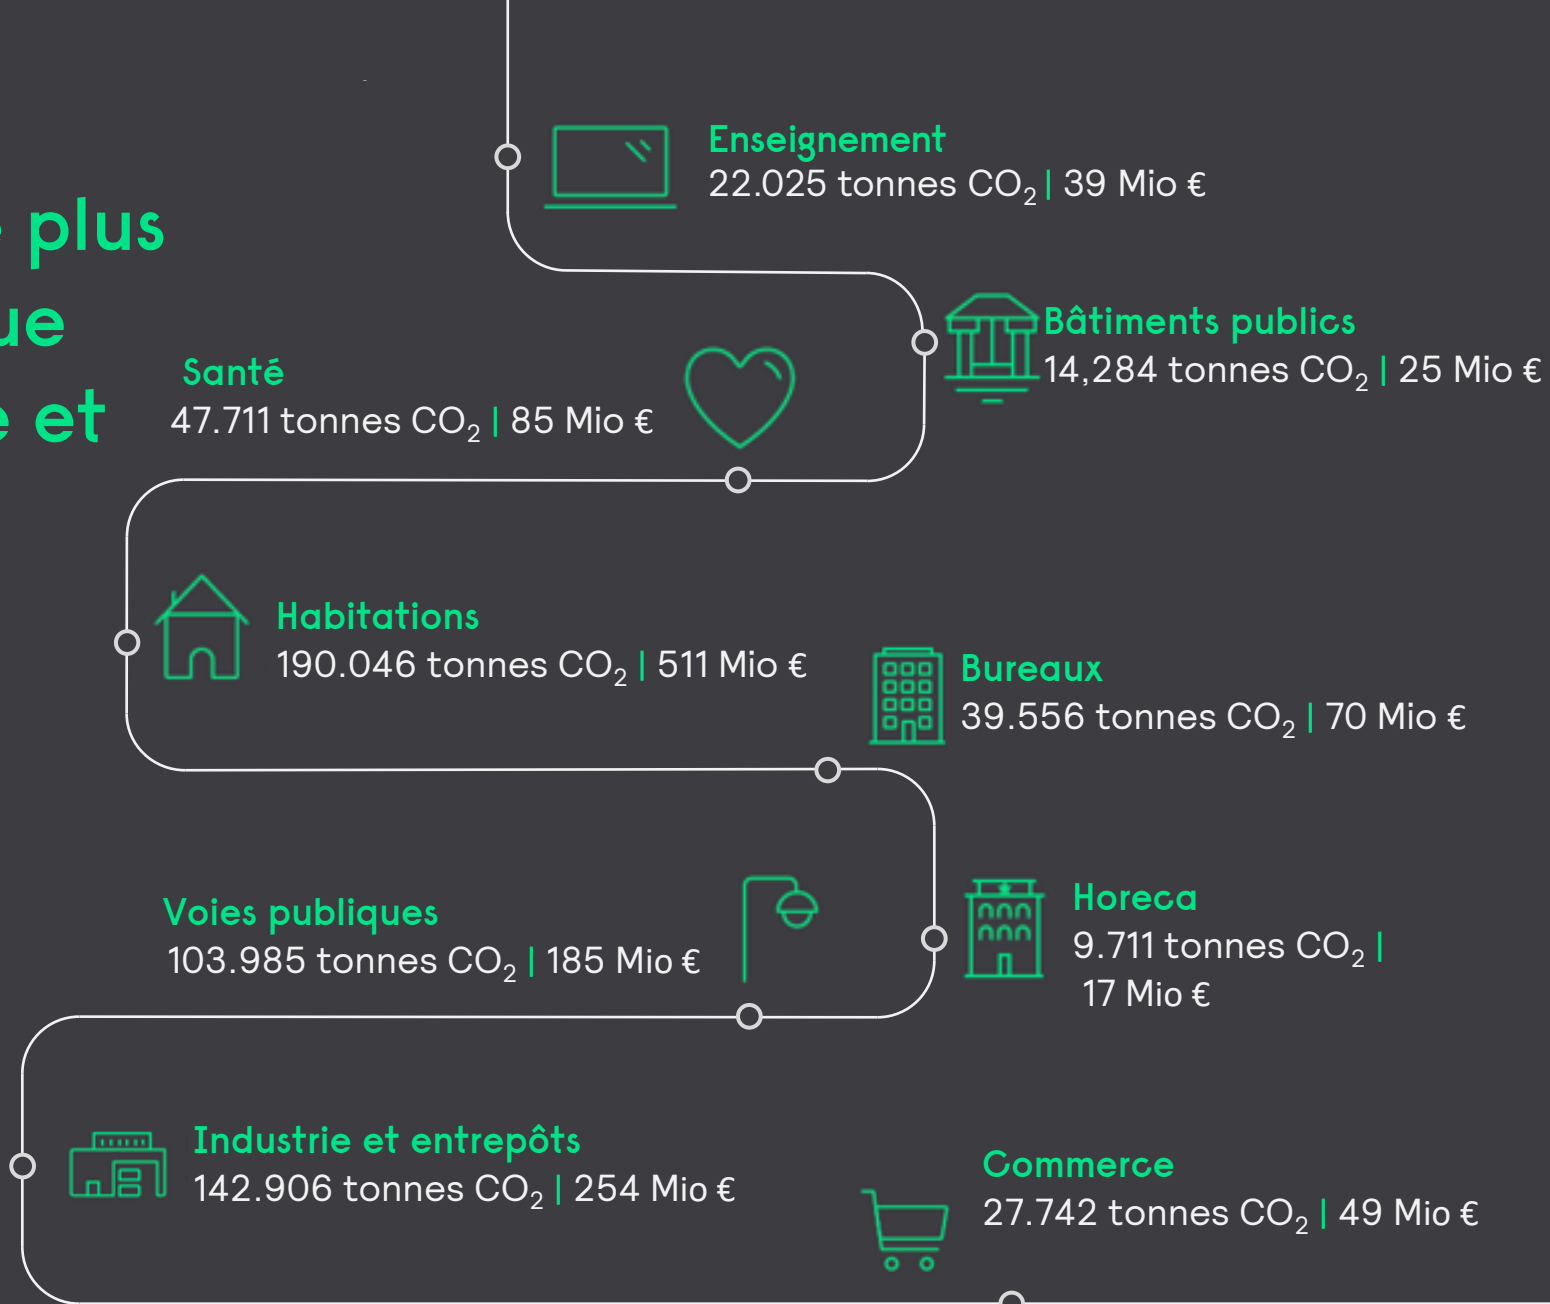 Enseignement
22.025 tonnes CO₂ | 39 Mio €
plus
ue
et
Bâtiments publics
14,284 tonnes CO₂ | 25 Mio €
Santé
47.711 tonnes CO₂ | 85 Mio €
Habitations
190.046 tonnes CO₂ | 511 Mio €
Bureaux
39.556 tonnes CO₂ | 70 Mio €
Voies publiques
103.985 tonnes CO₂ | 185 Mio €
Horeca
9.711 tonnes CO₂ |
17 Mio €
Industrie et entrepôts
142.906 tonnes CO₂ | 254 Mio €
Commerce
27.742 tonnes CO₂ | 49 Mio €